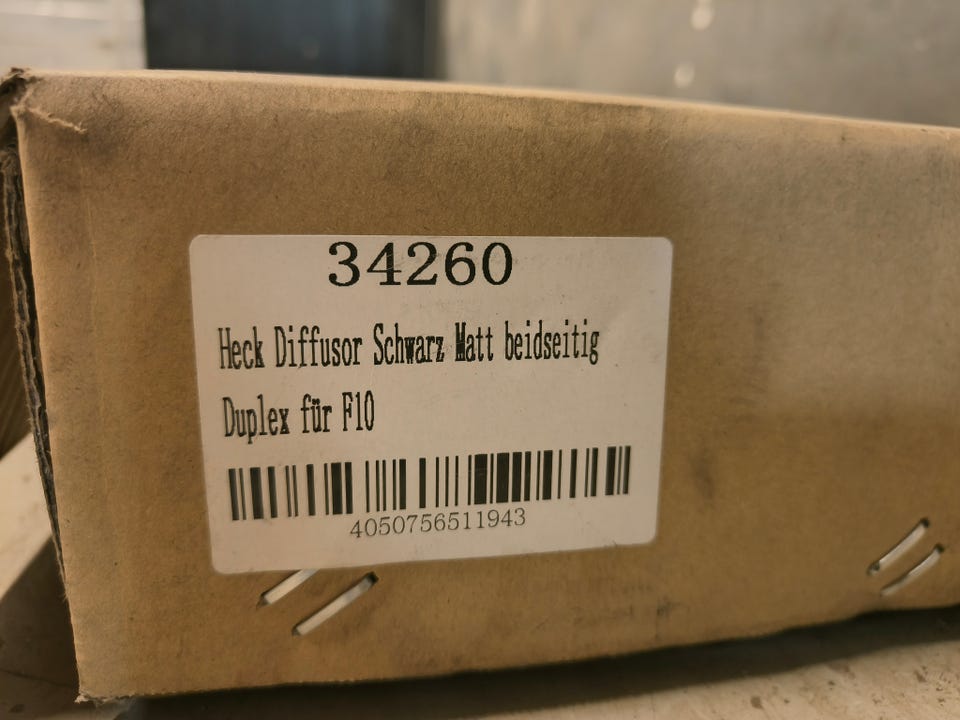 34260
Heck Diffusor Schwarz Matt beidseitig
Duplex für F10
4050756511943